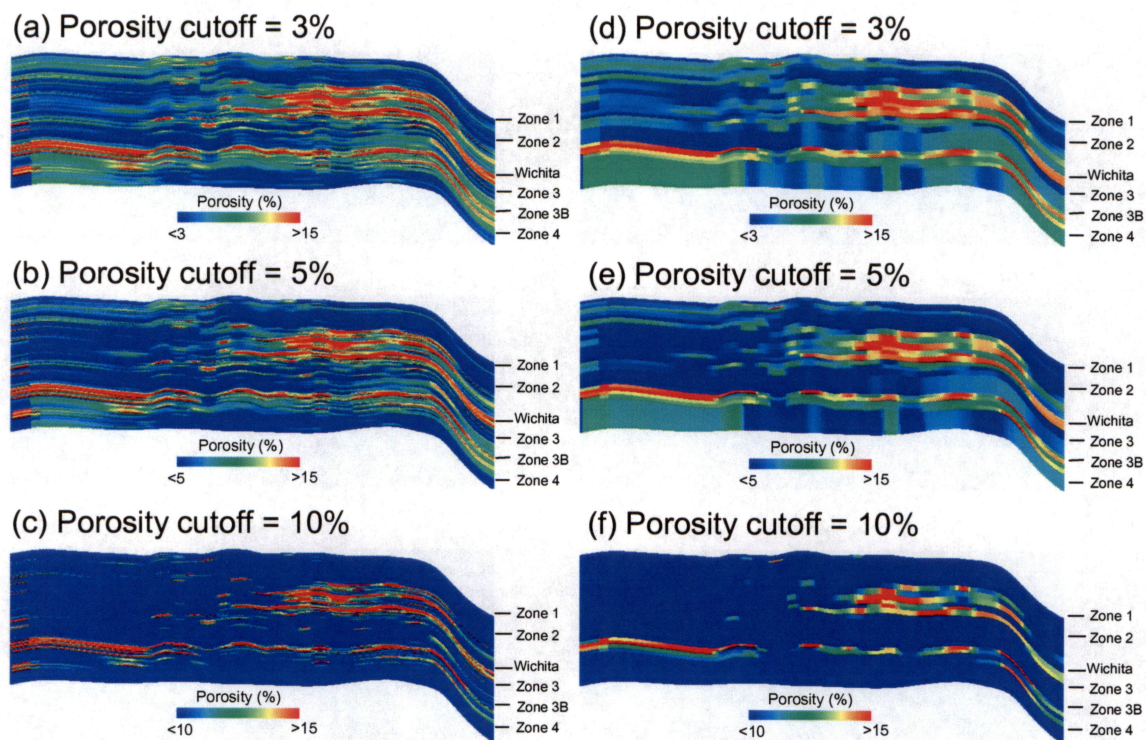 (a) Porosity cutoff = 3%
Zone 1
Zone 2
Wichita
Zone 3
Zone 3B
Zone 4
Porosity (%)
<3
>15
(b) Porosity cutoff = 5%
Zone 1
Zone 2
Wichita
Zone 3
Zone 3B
Zone 4
Porosity (%)
<5
>15
(c) Porosity cutoff = 10%
Zone 1
Zone 2
Wichita
Zone 3
Zone 3B
Zone 4
Porosity (%)
<10
>15
(d) Porosity cutoff = 3%
Zone 1
Zone 2
Wichita
Zone 3
Zone 3B
Zone 4
Porosity (%)
<3
>15
(e) Porosity cutoff = 5%
Zone 1
Zone 2
Wichita
Zone 3
Zone 3B
Zone 4
Porosity (%)
<5
>15
(f) Porosity cutoff = 10%
Zone 1
Zone 2
Wichita
Zone 3
Zone 3B
Zone 4
Porosity (%)
<10
>15